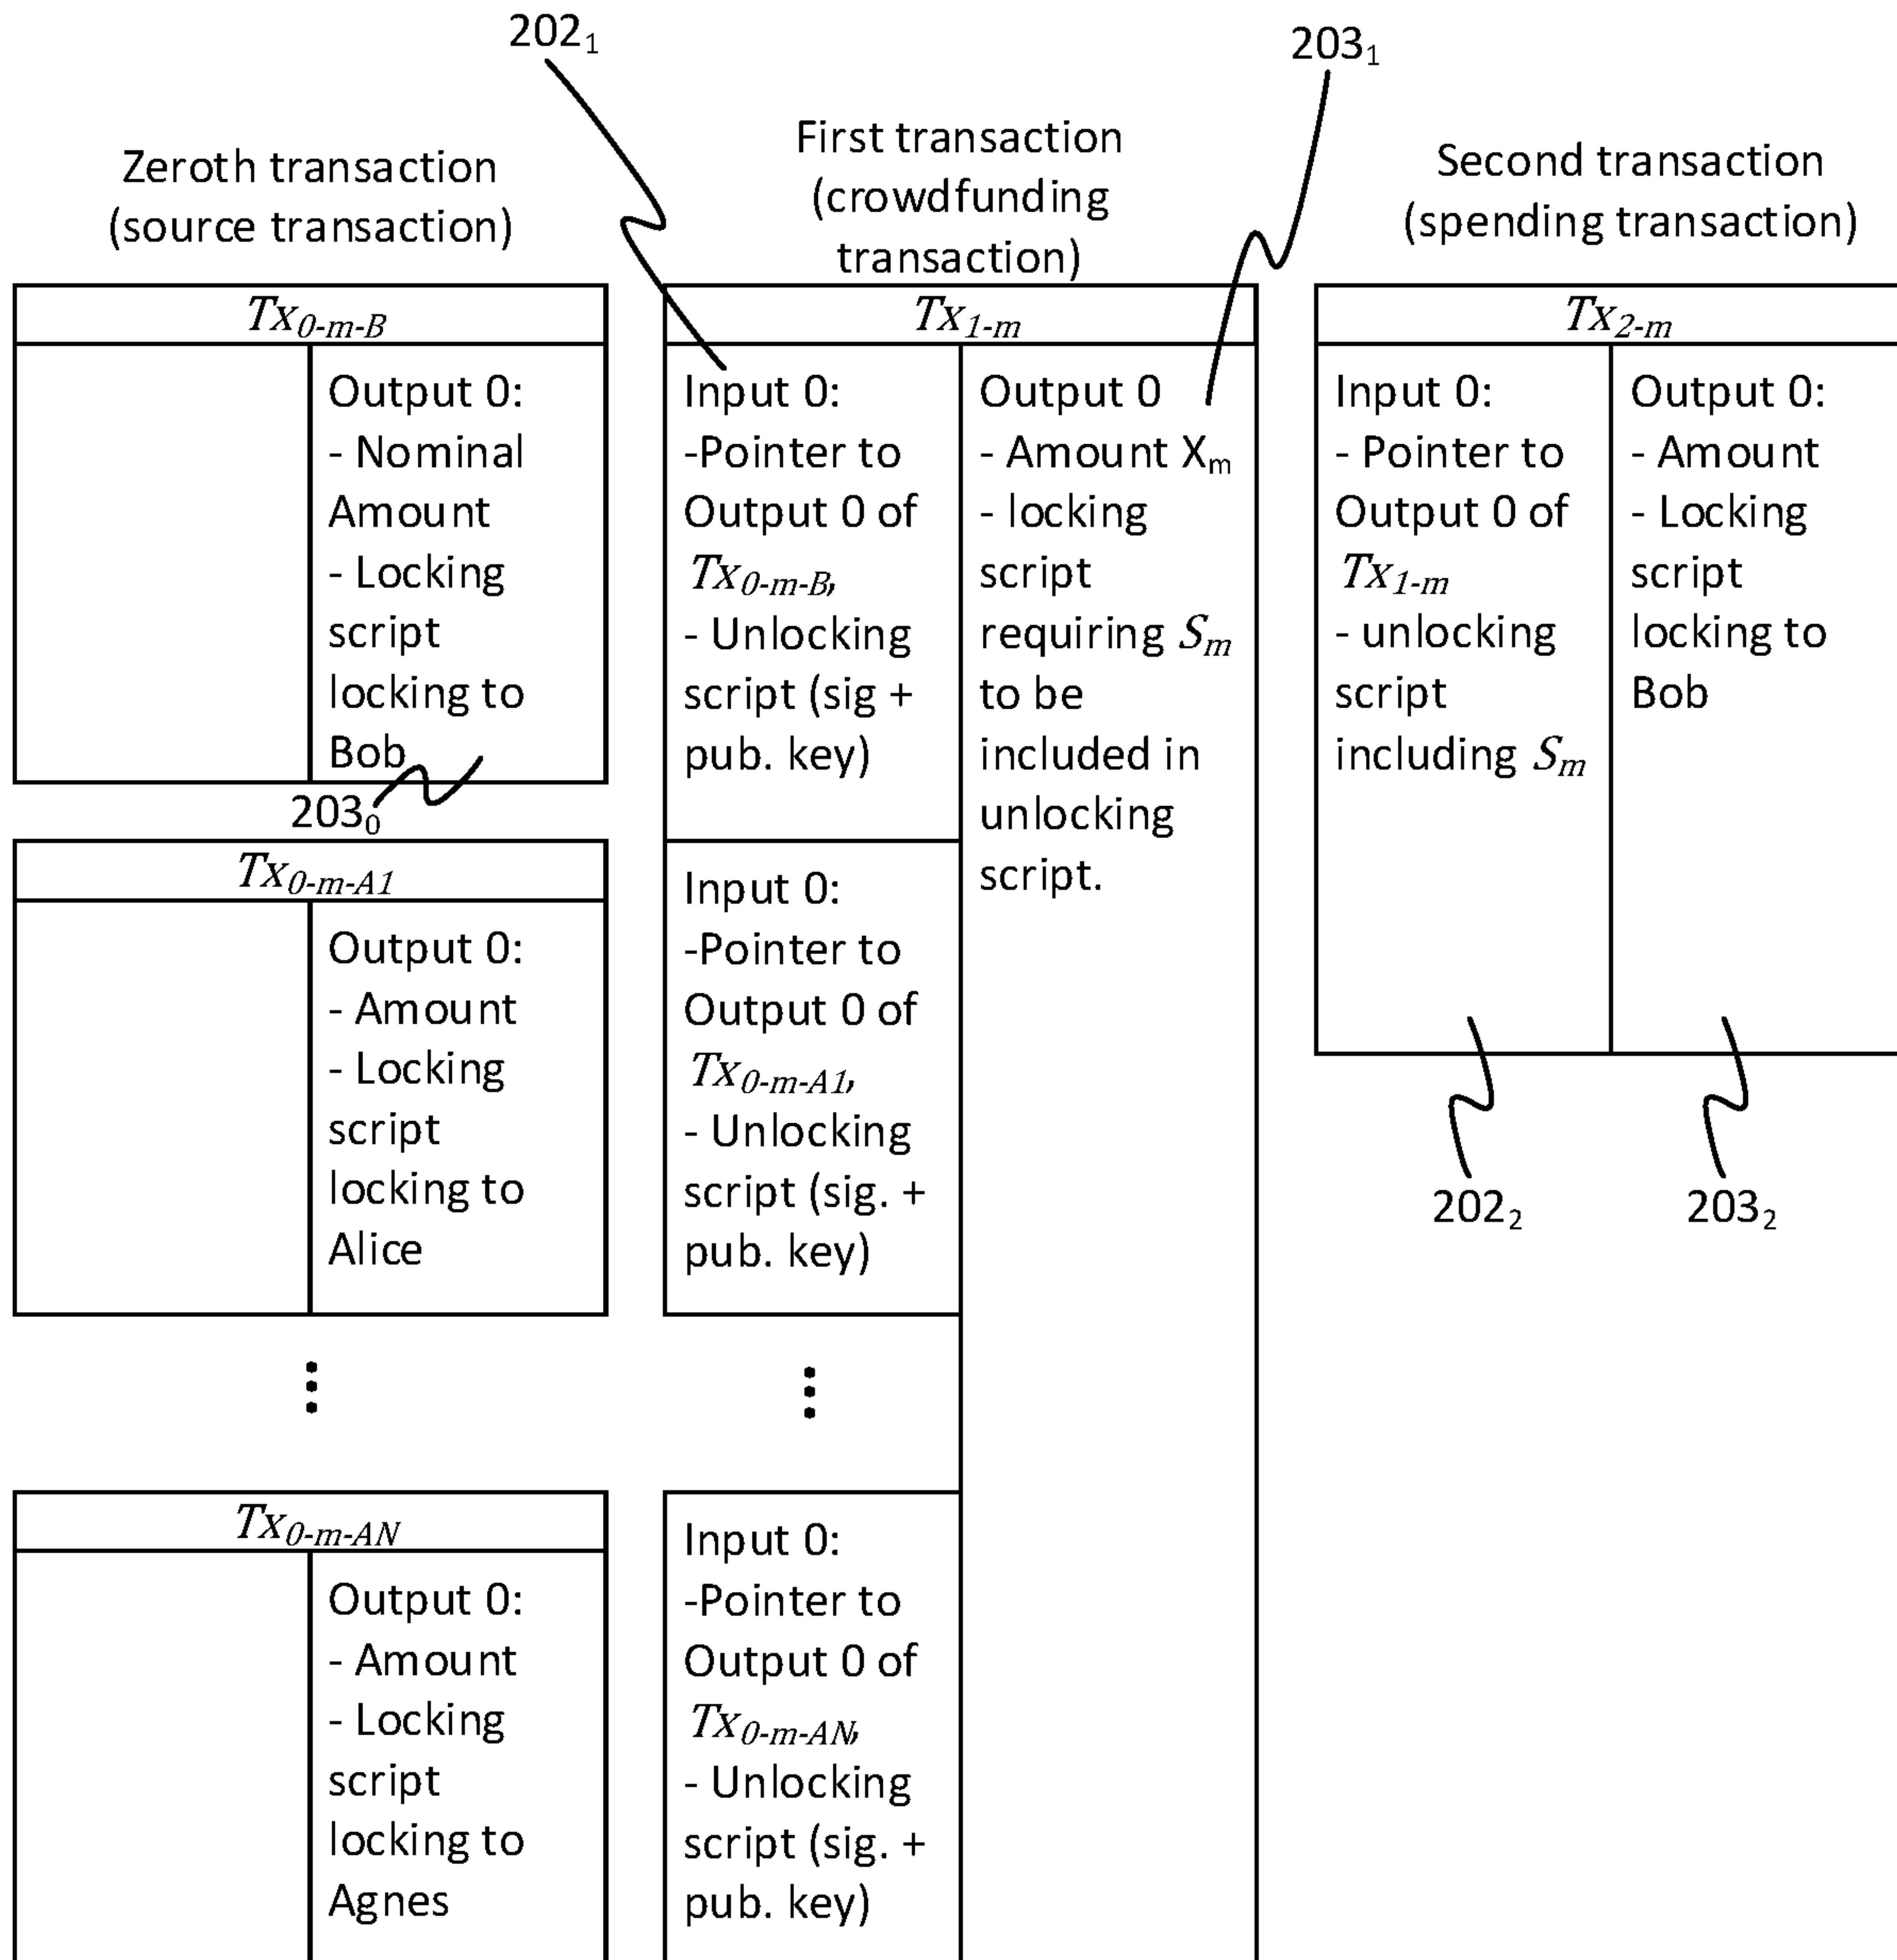 202₁
203₁
Zeroth transaction
(source transaction)
First transaction
(crowdfunding
transaction)
Second transaction
(spending transaction)
Tx₀₋ₘ₋B
Output 0:
- Nominal
Amount
- Locking
script
locking to
Bob
203₀
Tx₀₋ₘ₋A1
Output 0:
- Amount
- Locking
script
locking to
Alice
Tx₀₋ₘ₋AN
Output 0:
- Amount
- Locking
script
locking to
Agnes
Tx₁₋ₘ
Input 0:
-Pointer to
Output 0 of
Tx₀₋ₘ₋B,
- Unlocking
script (sig +
pub. key)
Input 0:
-Pointer to
Output 0 of
Tx₀₋ₘ₋A1,
- Unlocking
script (sig. +
pub. key)
Input 0:
-Pointer to
Output 0 of
Tx₀₋ₘ₋AN,
- Unlocking
script (sig. +
pub. key)
Output 0
- Amount Xₘ
- locking
script
requiring Sₘ
to be
included in
unlocking
script.
Tx₂₋ₘ
Input 0:
- Pointer to
Output 0 of
Tx₁₋ₘ
- unlocking
script
including Sₘ
Output 0:
- Amount
- Locking
script
locking to
Bob
202₂
203₂